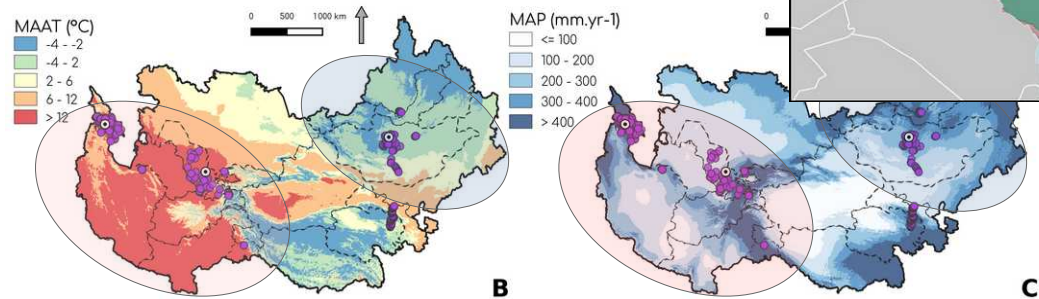 MAAT (ºC)
-4 - -2
-4 - 2
2 - 6
6 - 12
> 12
0 500 1000 km
B
MAP (mm.yr-1)
<= 100
100 - 200
200 - 300
300 - 400
> 400
0
C